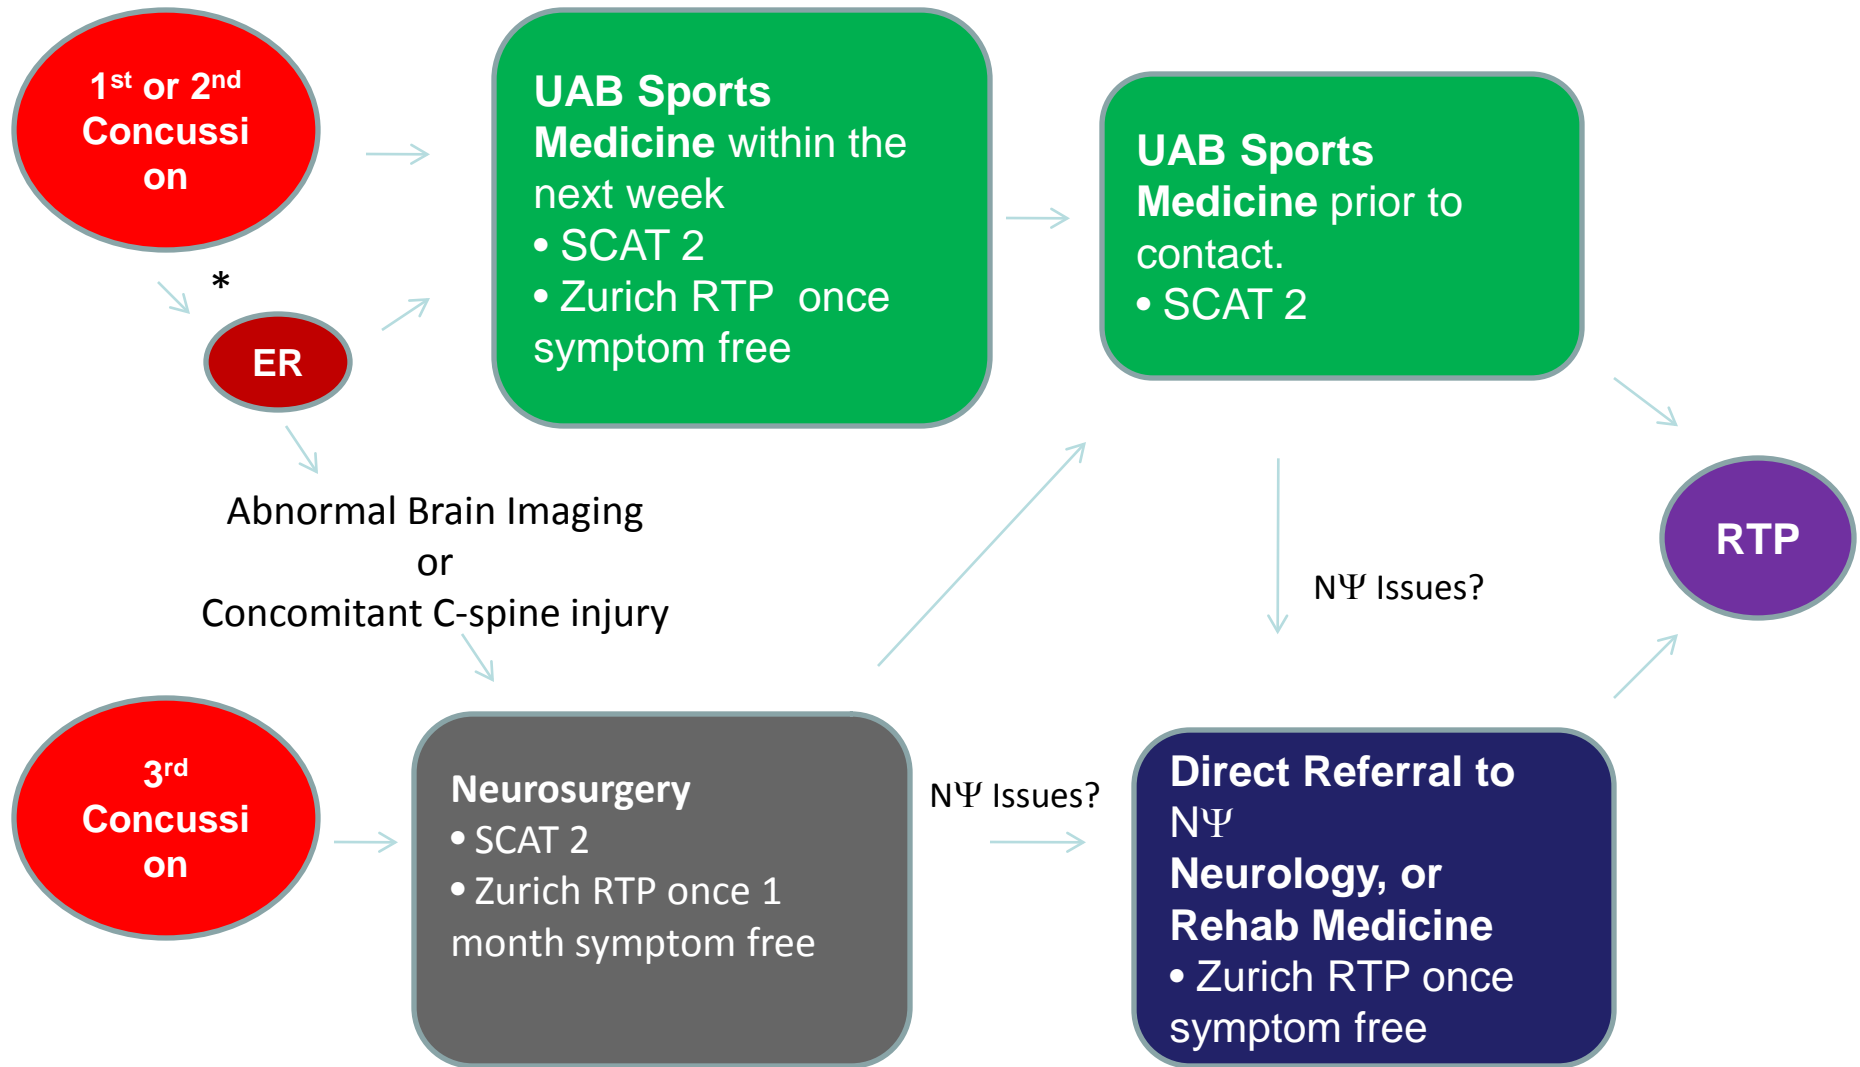 1st or 2nd
Concussi
on
*
ER
UAB Sports
Medicine within the
next week
• SCAT 2
• Zurich RTP once
symptom free
UAB Sports
Medicine prior to
contact.
• SCAT 2
Abnormal Brain Imaging
or
Concomitant C-spine injury
NΨ Issues?
RTP
3rd
Concussi
on
Neurosurgery
• SCAT 2
• Zurich RTP once 1
month symptom free
NΨ Issues?
Direct Referral to
NΨ
Neurology, or
Rehab Medicine
• Zurich RTP once
symptom free